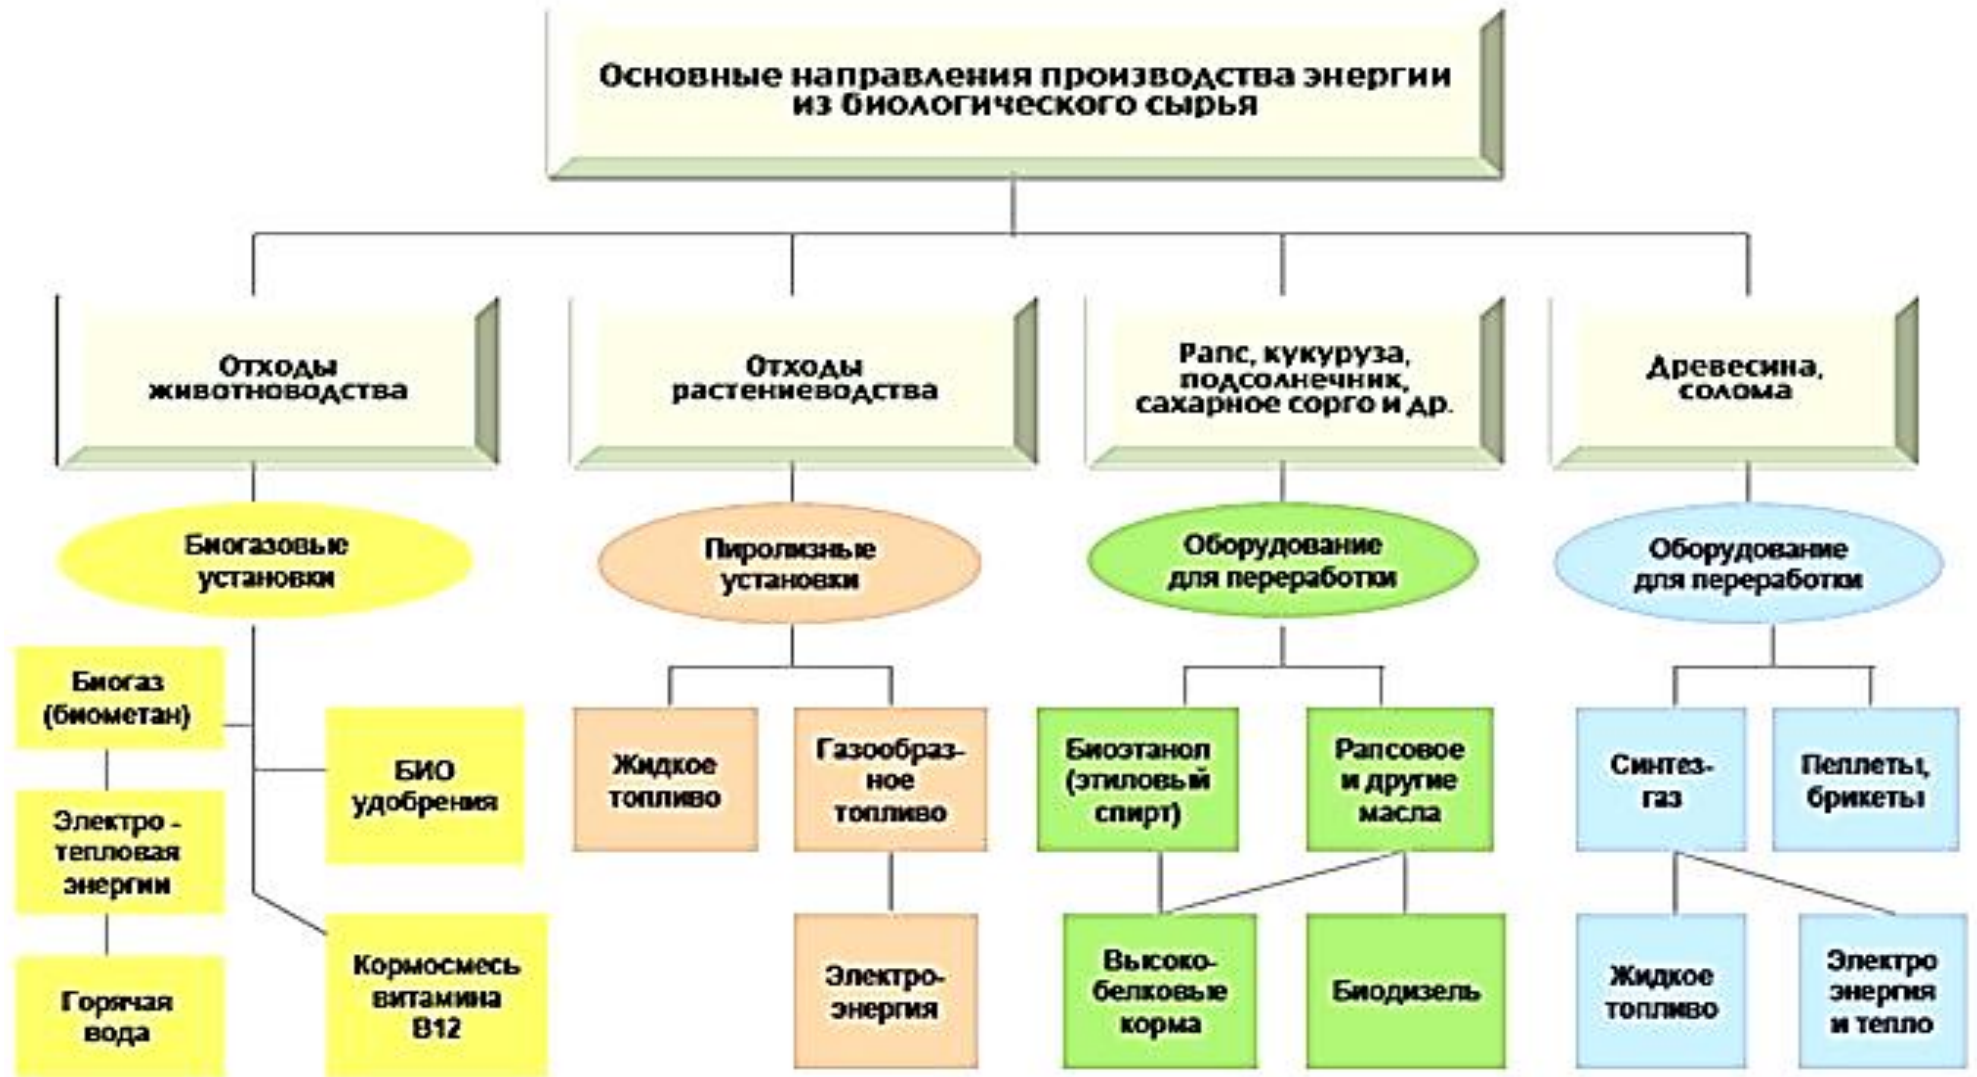 Основные направления производства энергии
из биологического сырья
Отходы
животноводства
Отходы
растениеводства
Рапс, кукуруза,
подсолнечник,
сахарное сорго и др.
Древесина,
солома
Биогазовые
установки
Пиролизные
установки
Оборудование
для переработки
Оборудование
для переработки
Биогаз
(биометан)
Электро -
тепловая
энергии
Горячая
вода
БИО
удобрения
Кормосмесь
витамина
В12
Жидкое
топливо
Газообраз-
ное
топливо
Электро-
энергия
Биоэтанол
(этиловый
спирт)
Рапсовое
и другие
масла
Высоко-
белковые
корма
Биодизель
Синтез-
газ
Пеллеты,
брикеты
Жидкое
топливо
Электро
энергия
и тепло